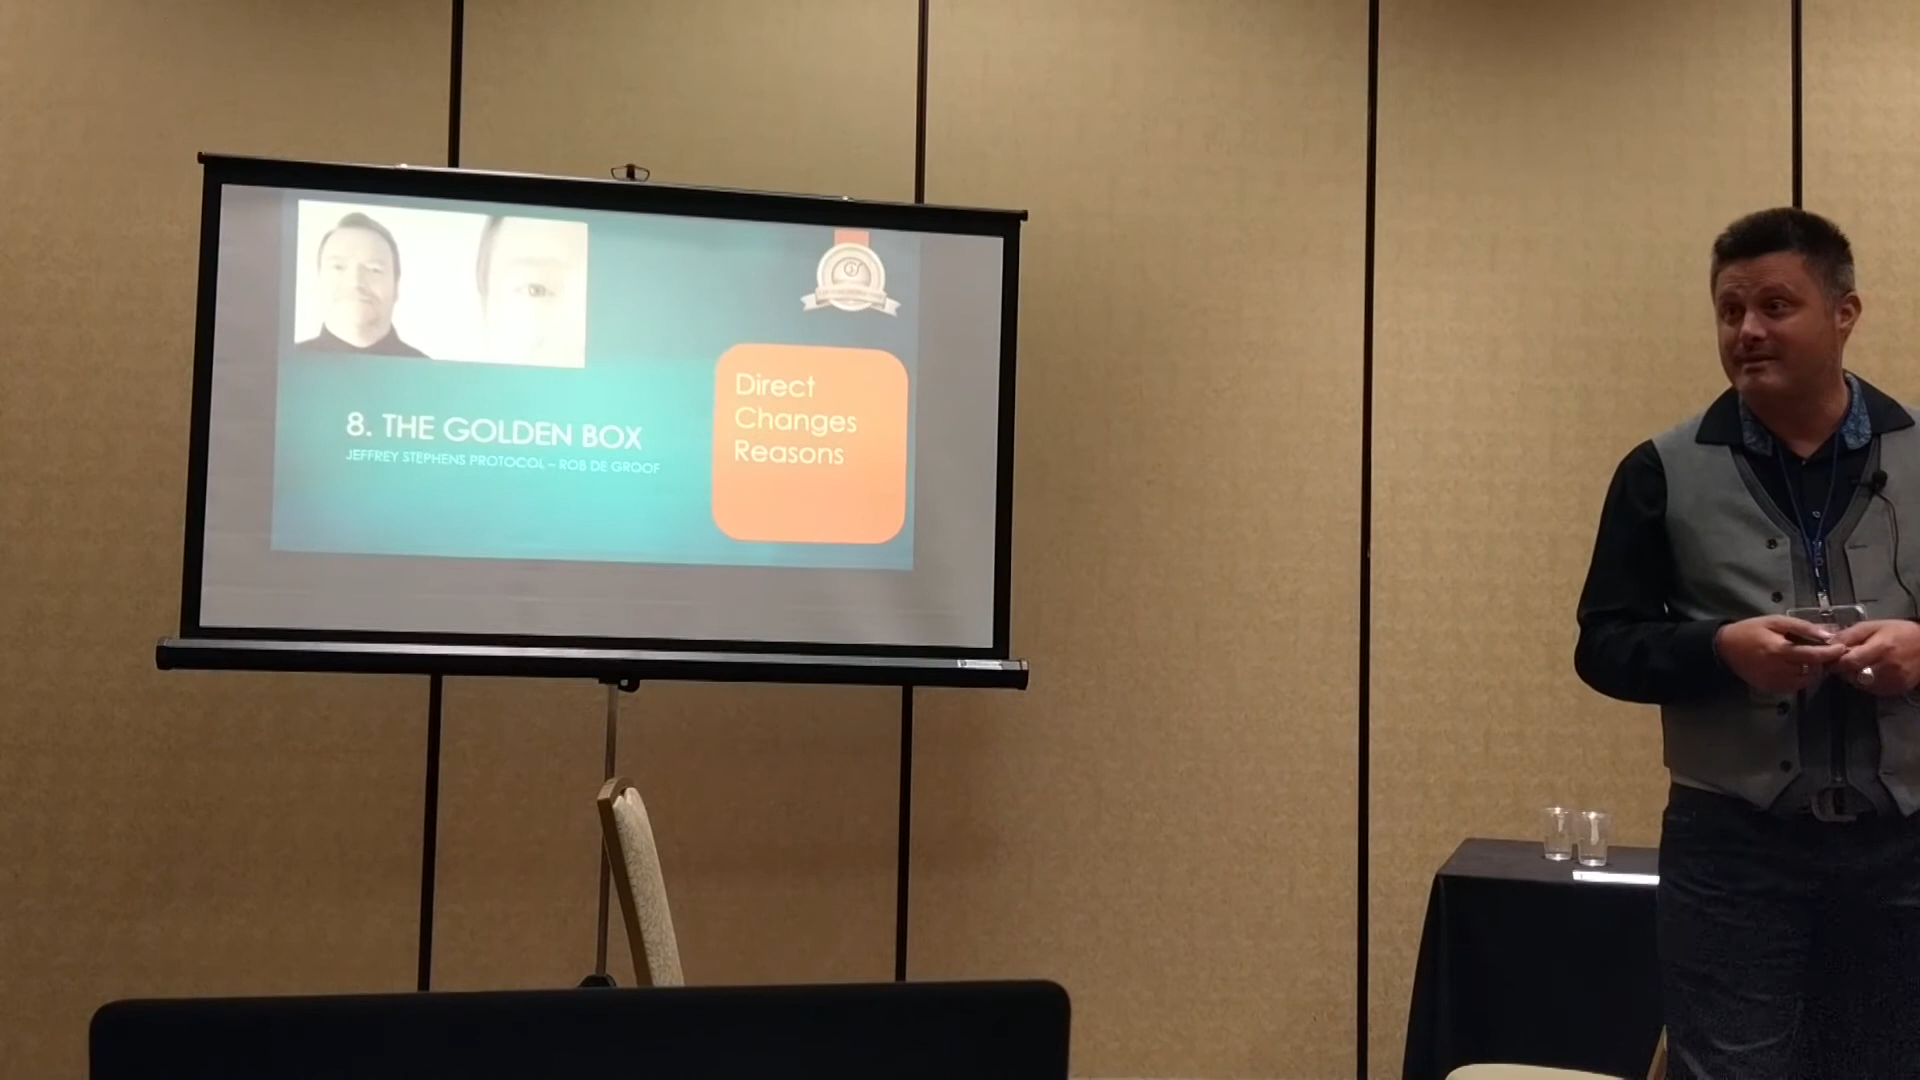 8. THE GOLDEN BOX
JEFFREY STEPHENS PROTOCOL – ROB DE GROOF
Direct
Changes
Reasons